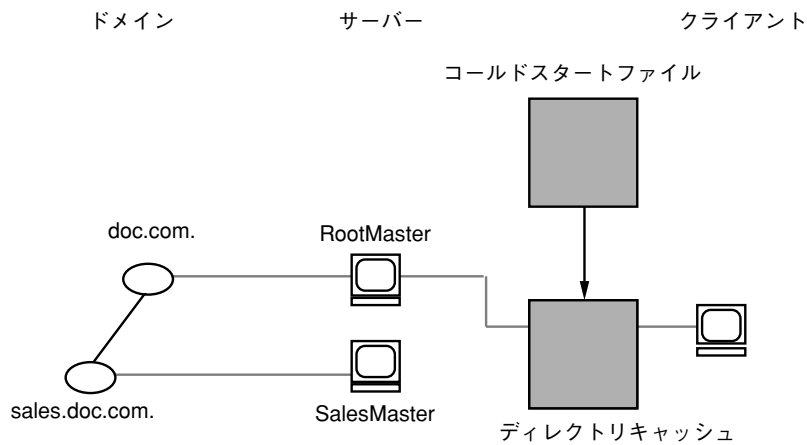 ドメイン
サーバー
クライアント
コールドスタートファイル
doc.com.
RootMaster
sales.doc.com.
SalesMaster
ディレクトリキャッシュ